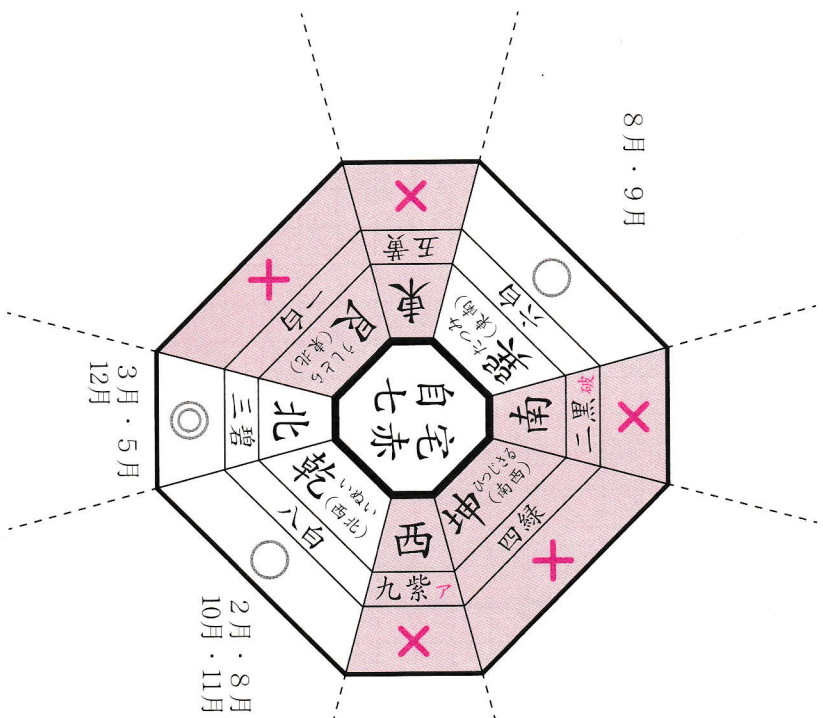 8月・9月
五黄
東
六白
巽
たつみ
(東南)
破
二黒
南
四緑
坤
ひつじさる
(南西)
九紫ア
西
八白
乾
いぬい
(西北)
2月・8月
10月・11月
三碧
北
3月・5月
12月
一白
艮
うしとら
(東北)
自宅
七赤